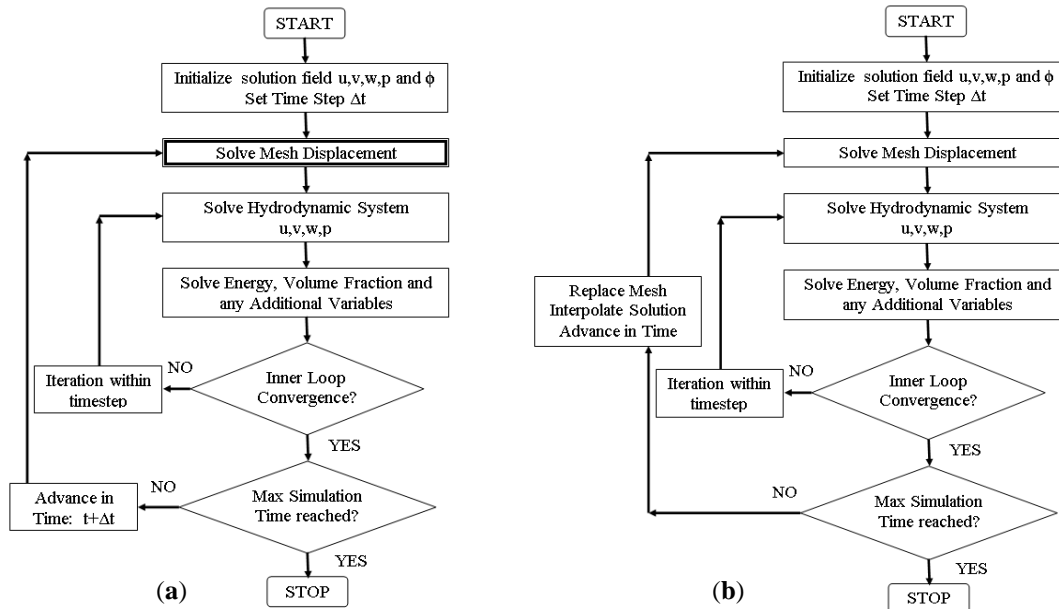 START
Initialize solution field u,v,w,p and ϕ
Set Time Step Δt
Solve Mesh Displacement
Solve Hydrodynamic System
u,v,w,p
Solve Energy, Volume Fraction and
any Additional Variables
Inner Loop
Convergence?
NO
Iteration within
timestep
YES
Max Simulation
Time reached?
NO
Advance in
Time: t+Δt
YES
STOP
(a)
START
Initialize solution field u,v,w,p and ϕ
Set Time Step Δt
Solve Mesh Displacement
Solve Hydrodynamic System
u,v,w,p
Solve Energy, Volume Fraction and
any Additional Variables
Replace Mesh
Interpolate Solution
Advance in Time
Inner Loop
Convergence?
NO
Iteration within
timestep
YES
Max Simulation
Time reached?
NO
YES
STOP
(b)